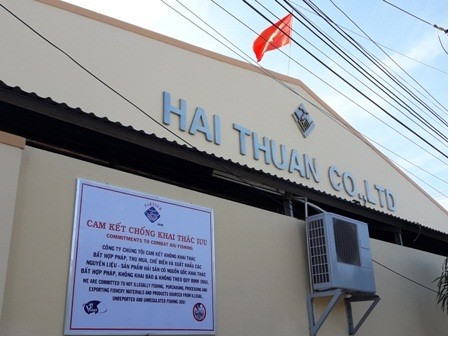 HAI THUAN CO.,LTD
CAM KẾT CHỐNG KHAI THÁC IUU
COMMITMENTS TO COMBAT IUU FISHING
CÔNG TY CHÚNG TÔI CAM KẾT KHÔNG KHAI THÁC
BẤT HỢP PHÁP, THU MUA, CHẾ BIẾN VÀ XUẤT KHẨU CÁC
NGUYÊN LIỆU - SẢN PHẨM HẢI SẢN CÓ NGUỒN GỐC KHAI THÁC
BẤT HỢP PHÁP, KHÔNG KHAI BÁO & KHÔNG THEO QUY ĐỊNH (IUU).
WE ARE COMMITTED TO NOT ILLEGALLY FISHING, PURCHASING, PROCESSING AND
EXPORTING FISHERY MATERIALS AND PRODUCTS SOURCED FROM ILLEGAL,
UNREPORTED AND UNREGULATED FISHING (IUU)